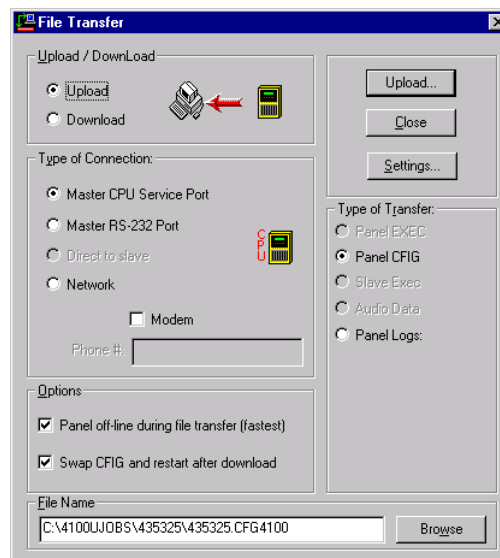 File Transfer
Upload / DownLoad
Upload
Download
Upload...
Close
Settings...
Type of Connection:
Master CPU Service Port
Master RS-232 Port
Direct to slave
Network
Modem
Phone #:
CPU
Type of Transfer:
Panel EXEC
Panel CFIG
Slave Exec
Audio Data
Panel Logs:
Options
Panel off-line during file transfer (fastest)
Swap CFIG and restart after download
File Name
C:\4100UJOBS\435325\435325.CFG4100
Browse